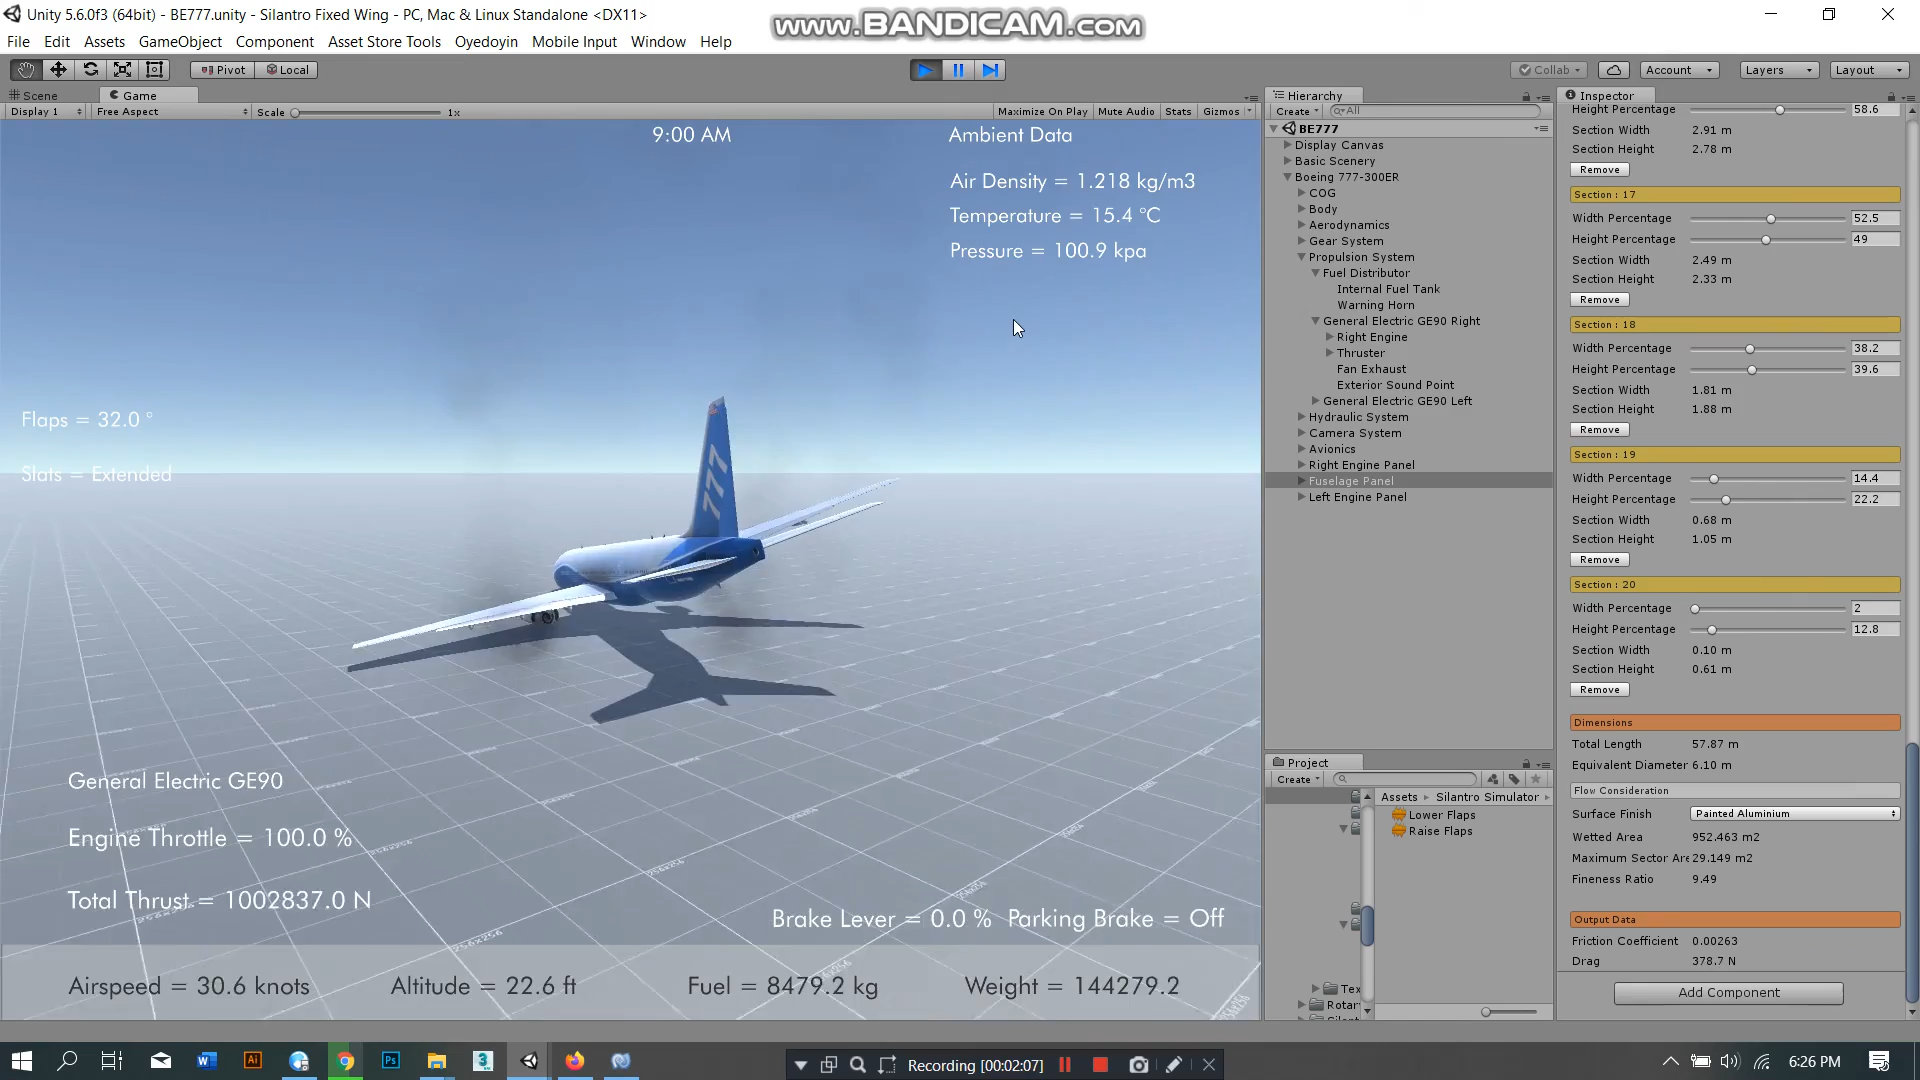 Unity 5.6.0f3 (64bit) - BE777.unity - Silantro Fixed Wing - PC, Mac & Linux Standalone <DX11>
www.BANDICAM.com
File Edit Assets GameObject Component Asset Store Tools Oyedoyin Mobile Input Window Help
Pivot Local Collab Account Layers Layout
Scene Game
Display 1 Free Aspect Scale 1x Maximize On Play Mute Audio Stats Gizmos
9:00 AM
Ambient Data
Air Density = 1.218 kg/m3
Temperature = 15.4 °C
Pressure = 100.9 kpa
Flaps = 32.0 °
Slats = Extended
777
General Electric GE90
Engine Throttle = 100.0 %
Total Thrust = 1002837.0 N
Brake Lever = 0.0 % Parking Brake = Off
Airspeed = 30.6 knots Altitude = 22.6 ft Fuel = 8479.2 kg Weight = 144279.2
256x256
Hierarchy
Create All
BE777
Display Canvas
Basic Scenery
Boeing 777-300ER
COG
Body
Aerodynamics
Gear System
Propulsion System
Fuel Distributor
Internal Fuel Tank
Warning Horn
General Electric GE90 Right
Right Engine
Thruster
Fan Exhaust
Exterior Sound Point
General Electric GE90 Left
Hydraulic System
Camera System
Avionics
Right Engine Panel
Fuselage Panel
Left Engine Panel
Project
Create
Assets Silantro Simulator
Lower Flaps
Raise Flaps
Tex
Rotar
Inspector
Height Percentage 58.6
Section Width 2.91 m
Section Height 2.78 m
Remove
Section : 17
Width Percentage 52.5
Height Percentage 49
Section Width 2.49 m
Section Height 2.33 m
Remove
Section : 18
Width Percentage 38.2
Height Percentage 39.6
Section Width 1.81 m
Section Height 1.88 m
Remove
Section : 19
Width Percentage 14.4
Height Percentage 22.2
Section Width 0.68 m
Section Height 1.05 m
Remove
Section : 20
Width Percentage 2
Height Percentage 12.8
Section Width 0.10 m
Section Height 0.61 m
Remove
Dimensions
Total Length 57.87 m
Equivalent Diameter 6.10 m
Flow Consideration
Surface Finish Painted Aluminium
Wetted Area 952.463 m2
Maximum Sector Are 29.149 m2
Fineness Ratio 9.49
Output Data
Friction Coefficient 0.00263
Drag 378.7 N
Add Component
Recording [00:02:07]
6:26 PM